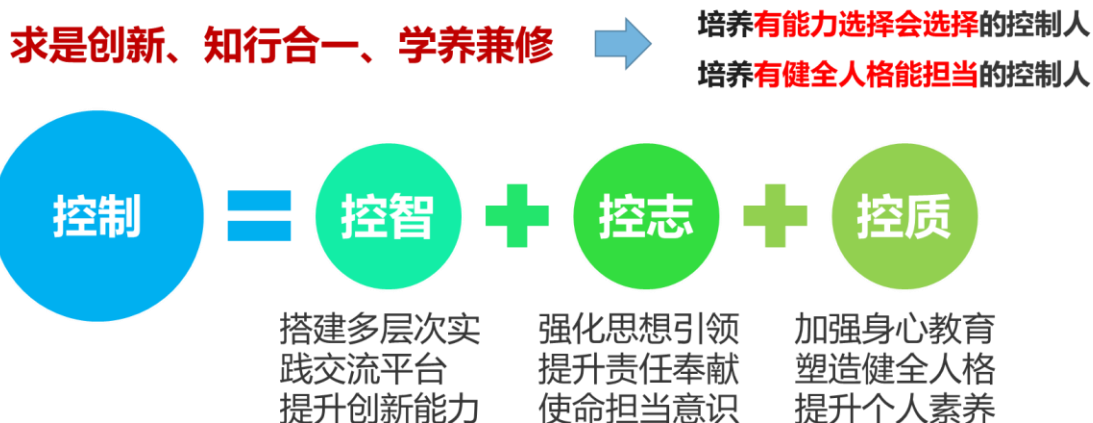 求是创新、知行合一、学养兼修
培养有能力选择会选择的控制人
培养有健全人格能担当的控制人
控制 = 控智 + 控志 + 控质
搭建多层次实
践交流平台
提升创新能力
强化思想引领
提升责任奉献
使命担当意识
加强身心教育
塑造健全人格
提升个人素养